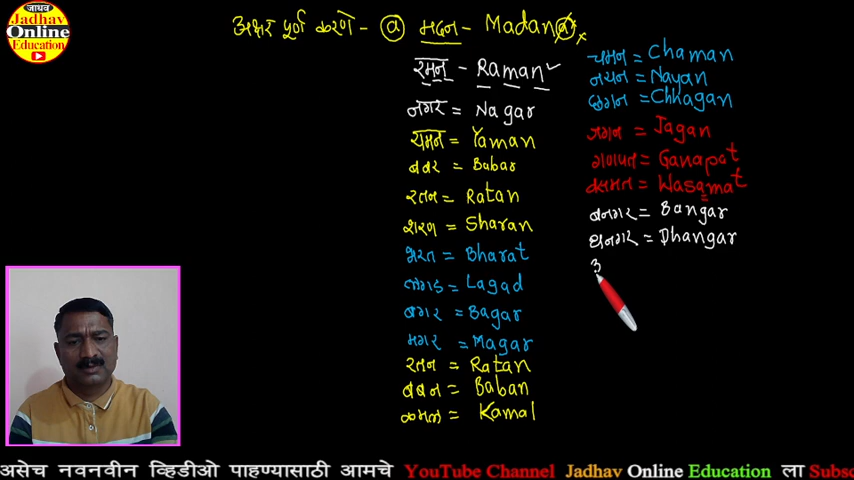 जाधव
Jadhav
Online
Education
अक्षर पूर्ण करणे - a मदन - Madana x
रमन - Raman ✓
नगर = Nagar
यमन = Yaman
बबर = Babar
रतन = Ratan
शरण = Sharan
भरत = Bharat
लगड = Lagad
बगर = Bagar
मगर = Magar
रतन = Ratan
बबन = Baban
कमल = Kamal
चमन = Chaman
नयन = Nayan
छगन = Chhagan
जगन = Jagan
गणपत = Ganapat
वसमत = Wasamat
बनगर = Bangar
धनगर = Dhangar
असेच नवनवीन व्हिडीओ पाहण्यासाठी आमचे YouTube Channel Jadhav Online Education ला Subsc